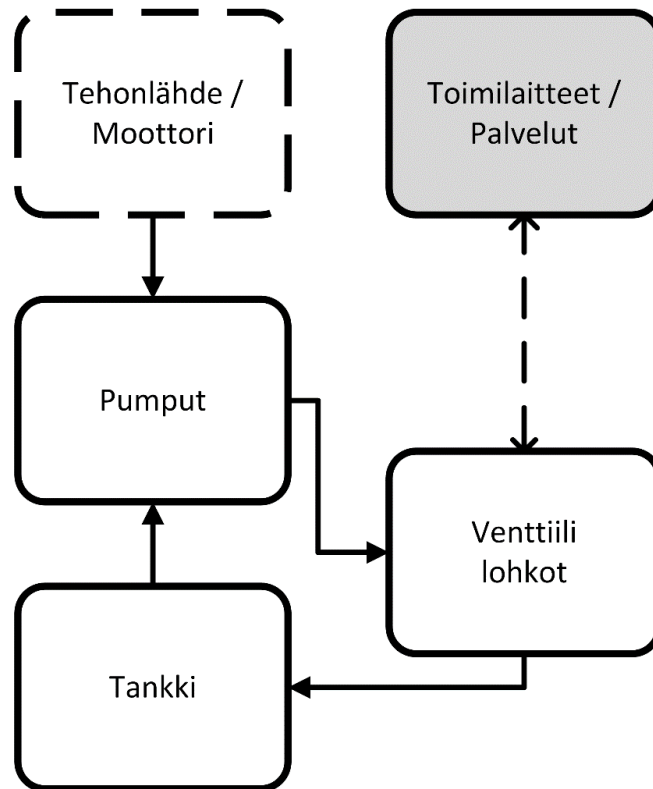 Tehonlähde /
Moottori
Toimilaitteet /
Palvelut
Pumput
Venttiili
lohkot
Tankki